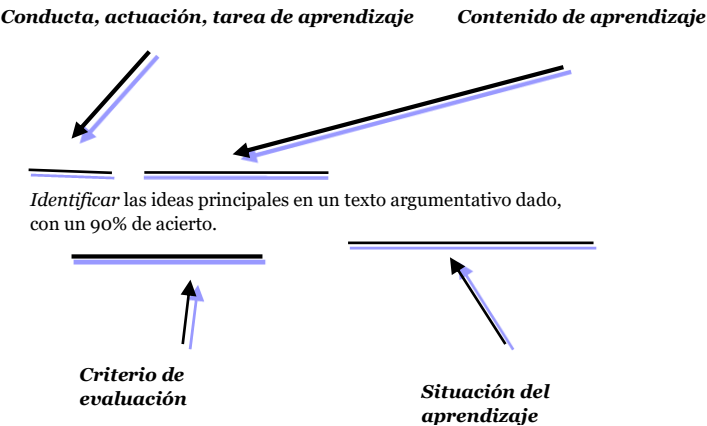 Conducta, actuación, tarea de aprendizaje
Contenido de aprendizaje
Identificar las ideas principales en un texto argumentativo dado,
con un 90% de acierto.
Criterio de
evaluación
Situación del
aprendizaje